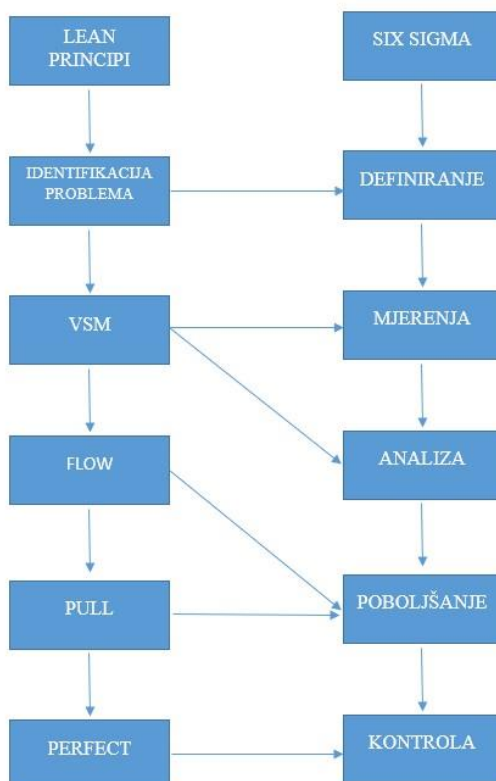 LEAN
PRINCIPI
SIX SIGMA
IDENTIFIKACIJA
PROBLEMA
DEFINIRANJE
VSM
MJERENJA
FLOW
ANALIZA
PULL
POBOLJŠANJE
PERFECT
KONTROLA